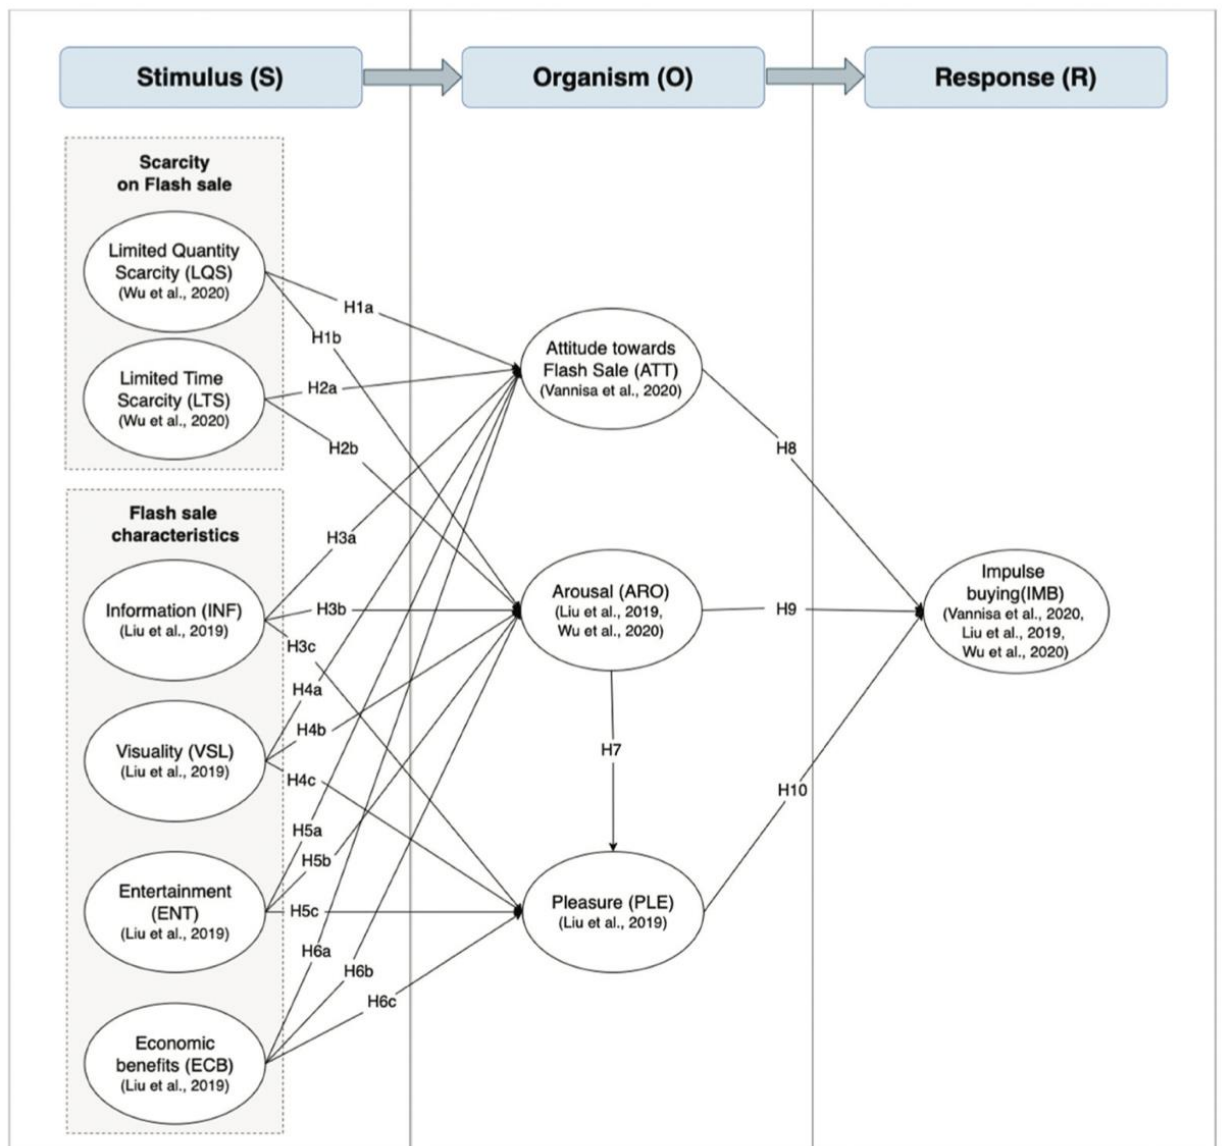 Stimulus (S)
Organism (O)
Response (R)
Scarcity
on Flash sale
Limited Quantity
Scarcity (LQS)
(Wu et al., 2020)
Limited Time
Scarcity (LTS)
(Wu et al., 2020)
Flash sale
characteristics
Information (INF)
(Liu et al., 2019)
Visuality (VSL)
(Liu et al., 2019)
Entertainment
(ENT)
(Liu et al., 2019)
Economic
benefits (ECB)
(Liu et al., 2019)
H1a
H1b
H2a
H2b
H3a
H3b
H3c
H4a
H4b
H4c
H5a
H5b
H5c
H6a
H6b
H6c
Attitude towards
Flash Sale (ATT)
(Vannisa et al., 2020)
Arousal (ARO)
(Liu et al., 2019,
Wu et al., 2020)
H7
Pleasure (PLE)
(Liu et al., 2019)
H8
H9
H10
Impulse
buying(IMB)
(Vannisa et al., 2020,
Liu et al., 2019,
Wu et al., 2020)